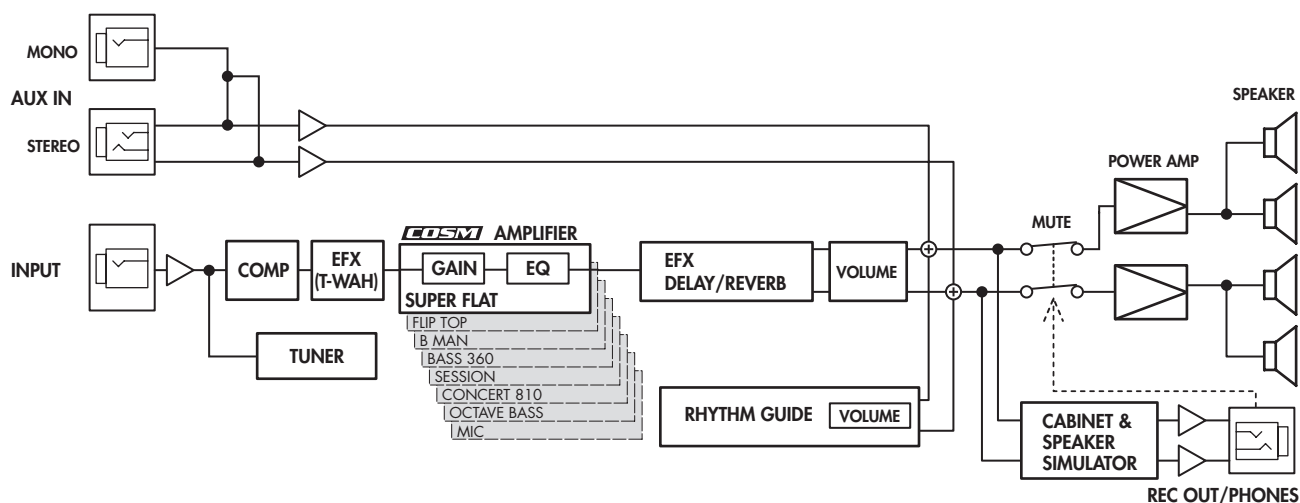 MONO
AUX IN
STEREO
INPUT
COMP
EFX
(T-WAH)
COSM AMPLIFIER
GAIN
EQ
SUPER FLAT
FLIP TOP
B MAN
BASS 360
SESSION
CONCERT 810
OCTAVE BASS
MIC
TUNER
EFX
DELAY/REVERB
VOLUME
RHYTHM GUIDE
VOLUME
MUTE
POWER AMP
SPEAKER
CABINET &
SPEAKER
SIMULATOR
REC OUT/PHONES